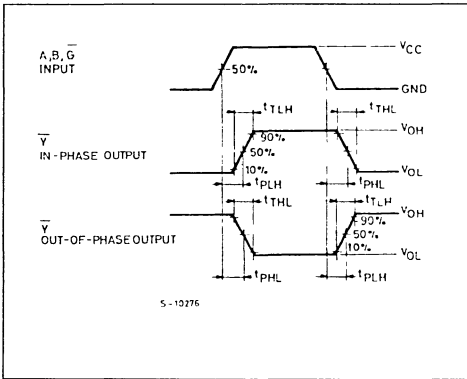 A,B,G̅
INPUT
50%
VCC
GND
tTLH
tTHL
Y̅
IN-PHASE OUTPUT
90%
50%
10%
VOH
VOL
tPLH
tPHL
tTHL
tTLH
Y̅
OUT-OF-PHASE OUTPUT
VOH
90%
50%
10%
VOL
tPHL
tPLH
S-10276